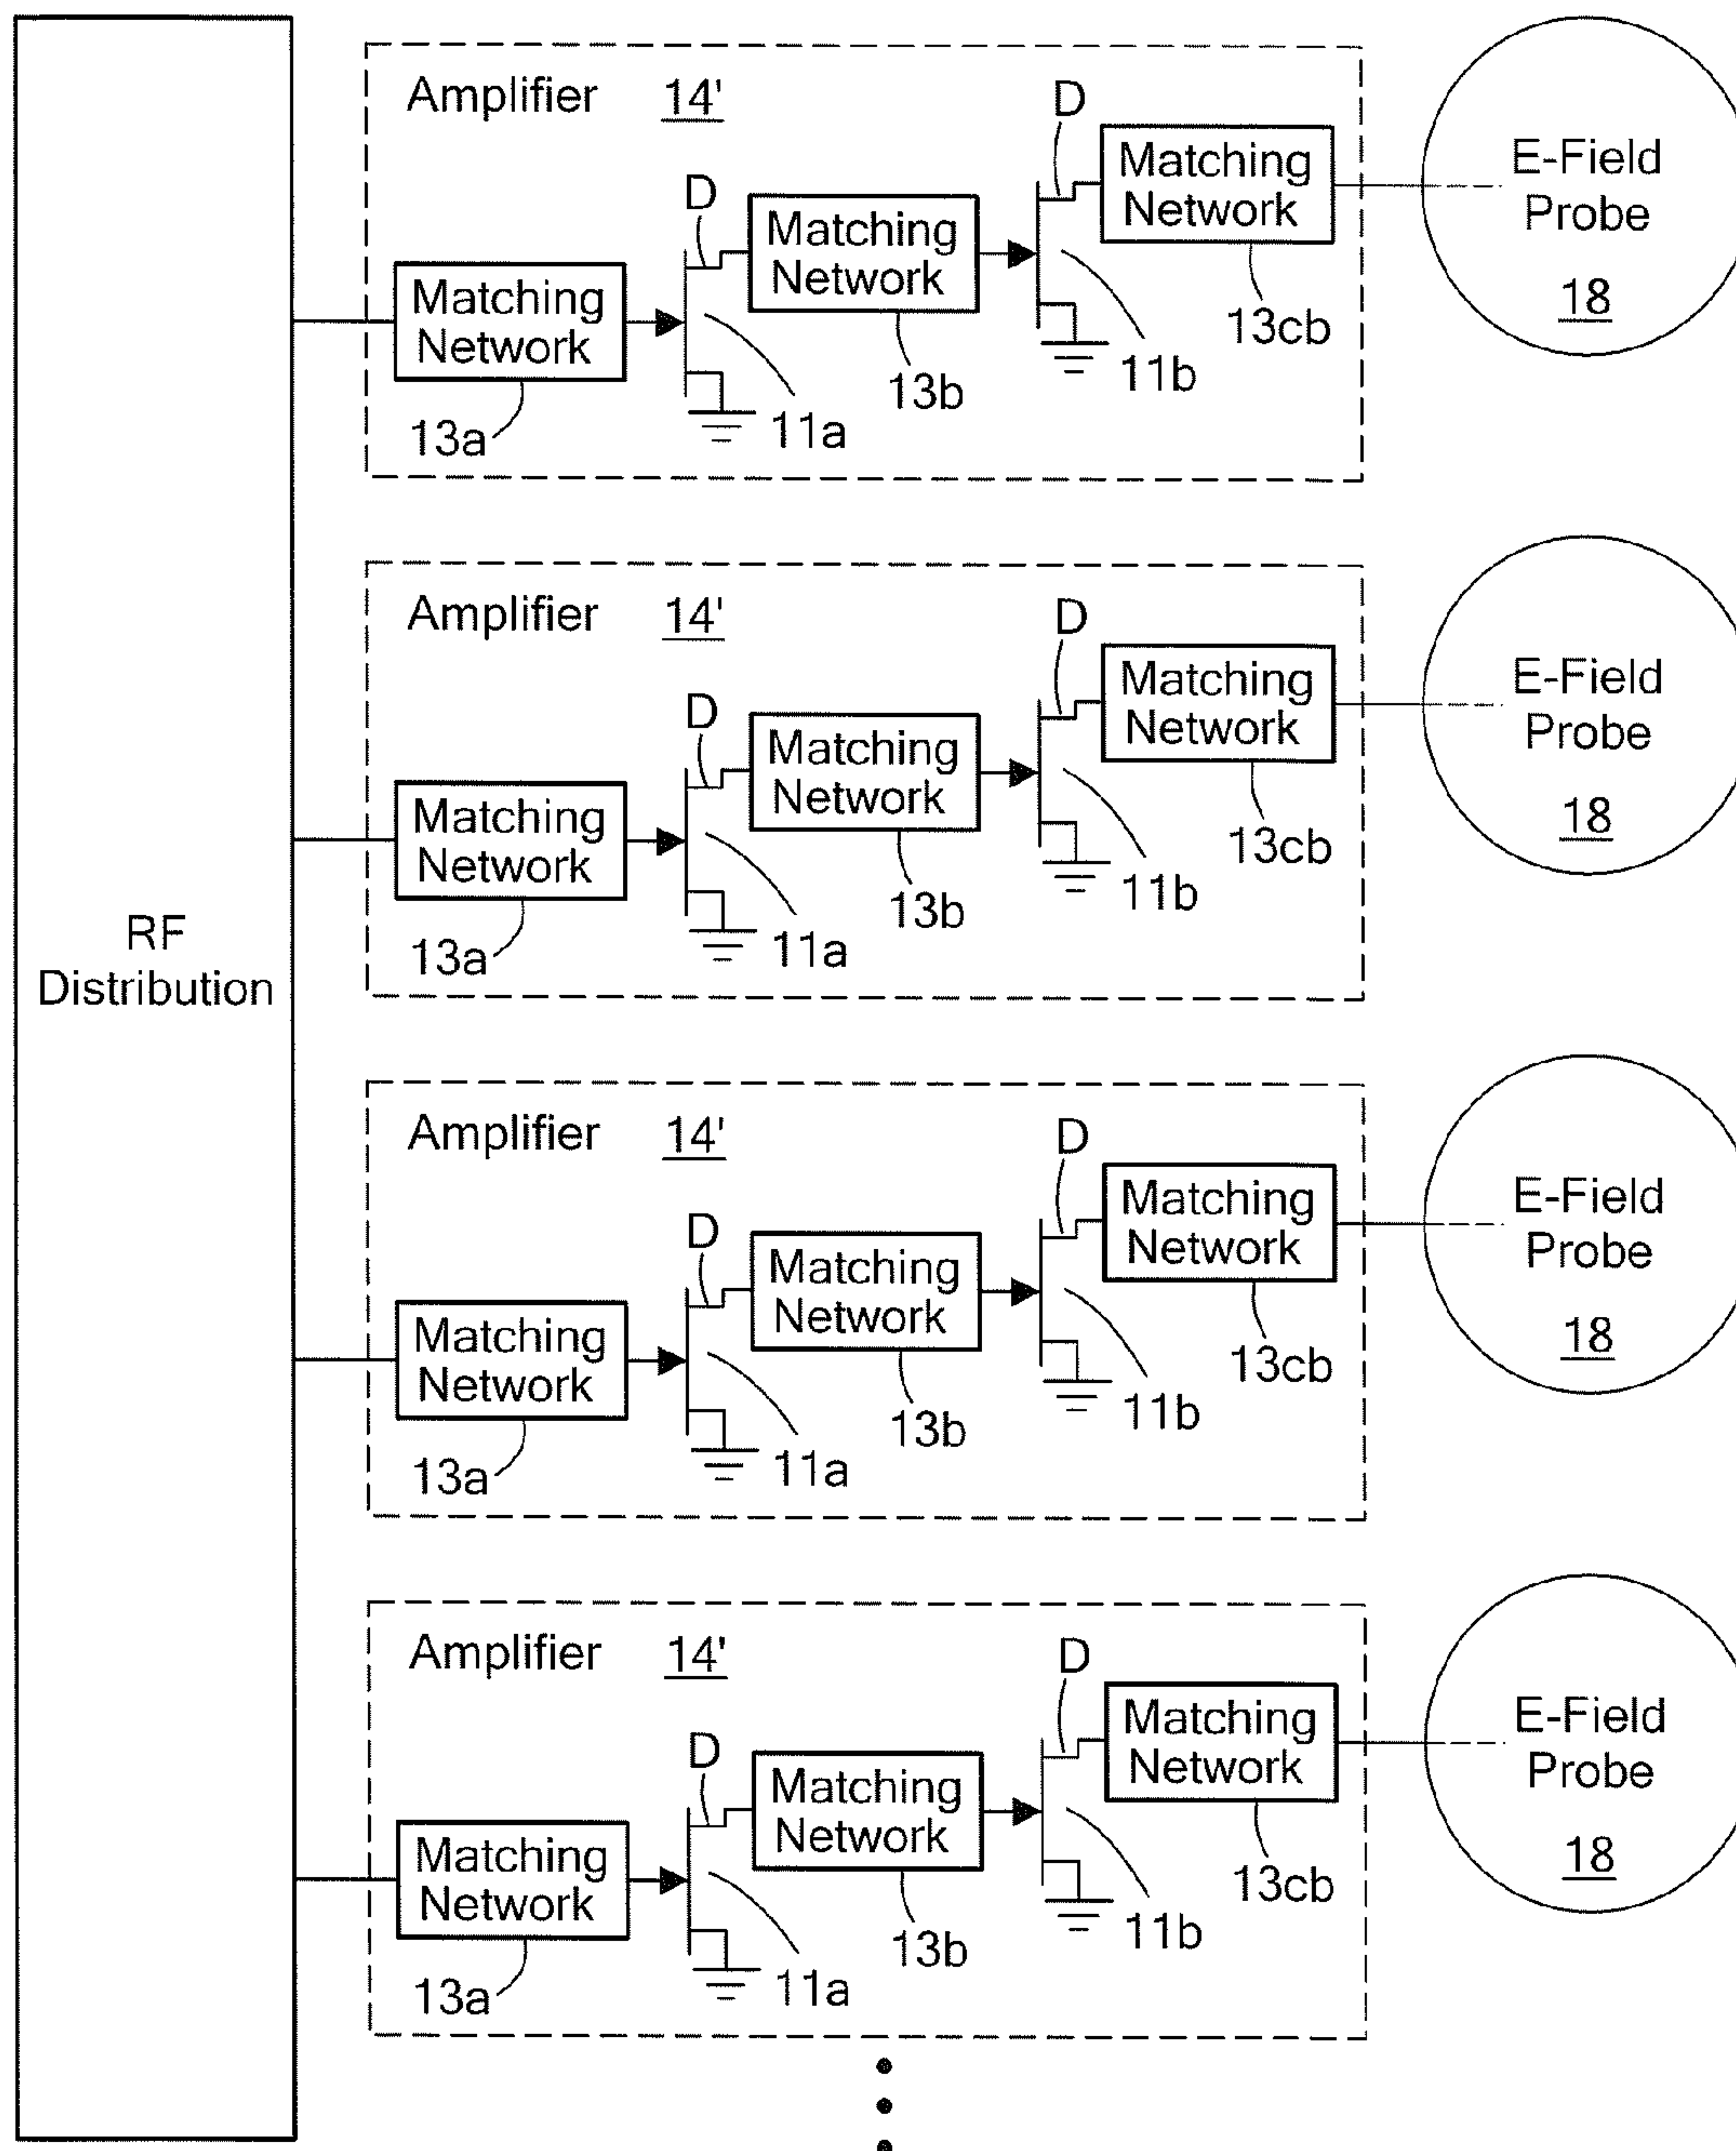 RF
Distribution
Amplifier 14'
D
D
Matching
Network
13a
11a
Matching
Network
13b
11b
Matching
Network
13cb
E-Field
Probe
18
Amplifier 14'
D
D
Matching
Network
13a
11a
Matching
Network
13b
11b
Matching
Network
13cb
E-Field
Probe
18
Amplifier 14'
D
D
Matching
Network
13a
11a
Matching
Network
13b
11b
Matching
Network
13cb
E-Field
Probe
18
Amplifier 14'
D
D
Matching
Network
13a
11a
Matching
Network
13b
11b
Matching
Network
13cb
E-Field
Probe
18